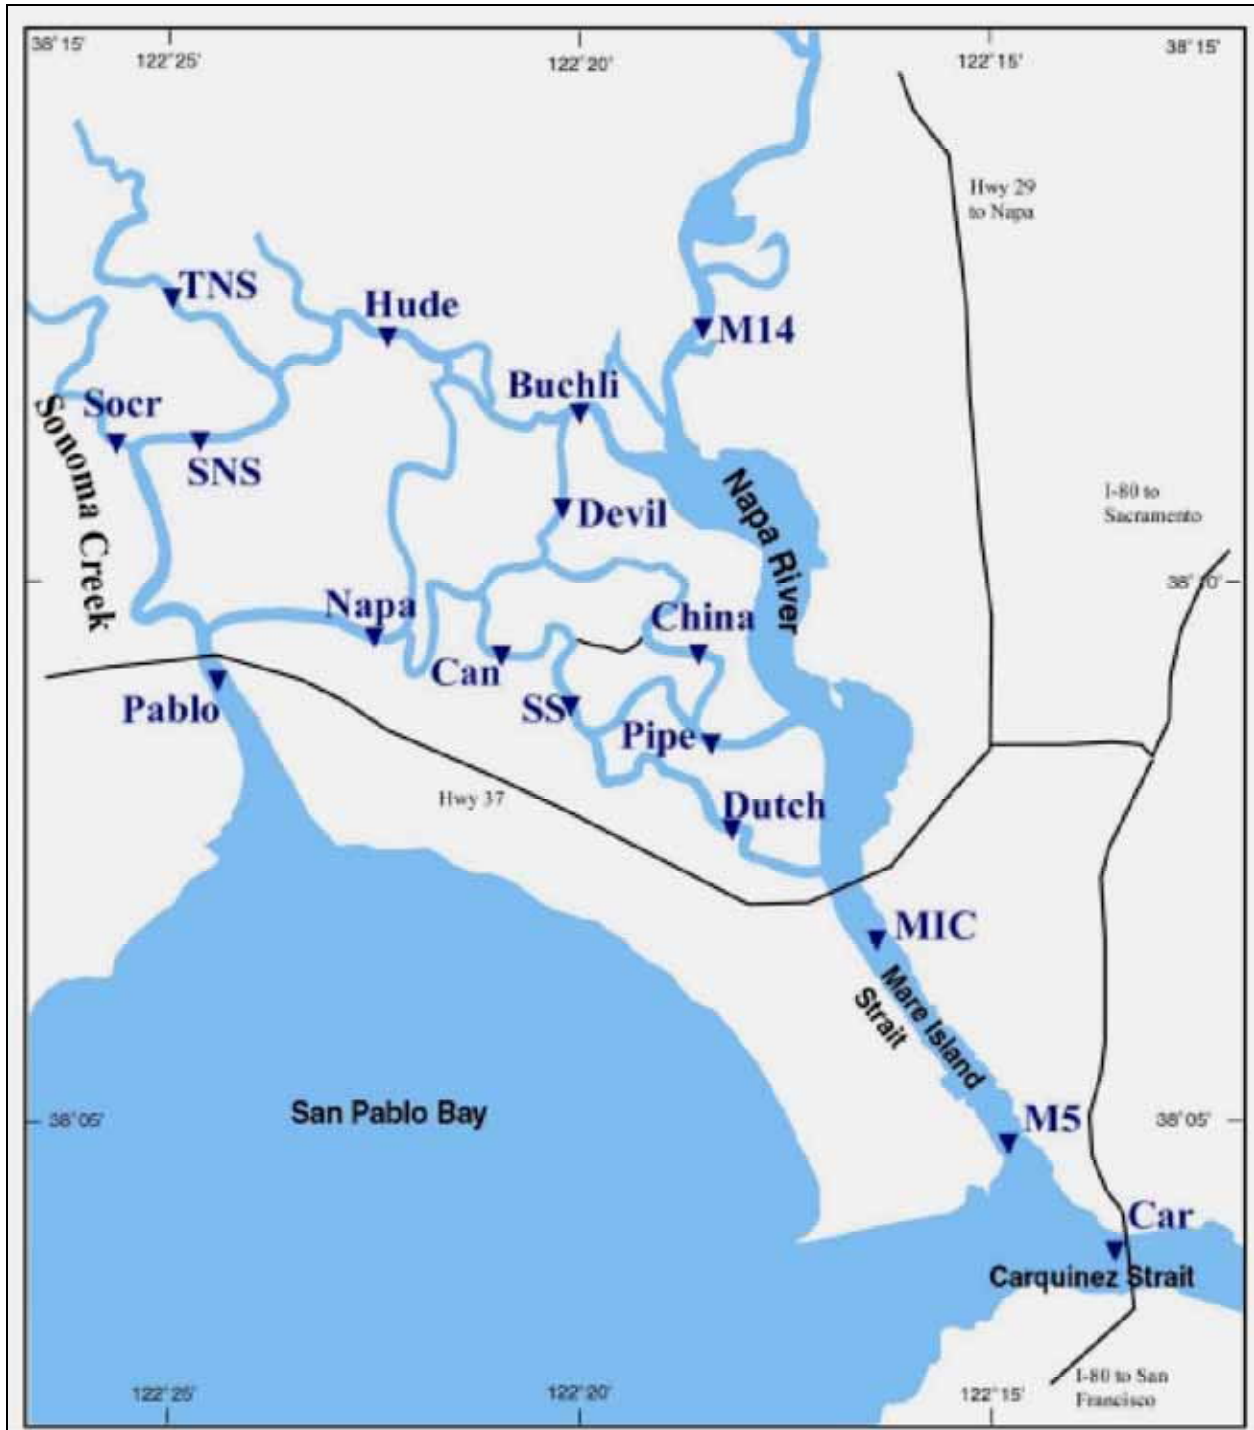 38°15'
122°25'
122°20'
122°15'
38°15'
Hwy 29
to Napa
TNS
Hude
M14
Buchli
Socr
Sonoma Creek
SNS
Napa River
I-80 to
Sacramento
Devil
38°10'
Napa
China
Can
SS
Pablo
Pipe
Hwy 37
Dutch
MIC
Mare Island
Strait
San Pablo Bay
38°05'
M5
38°05'
Car
Carquinez Strait
I-80 to San
Francisco
122°25'
122°20'
122°15'